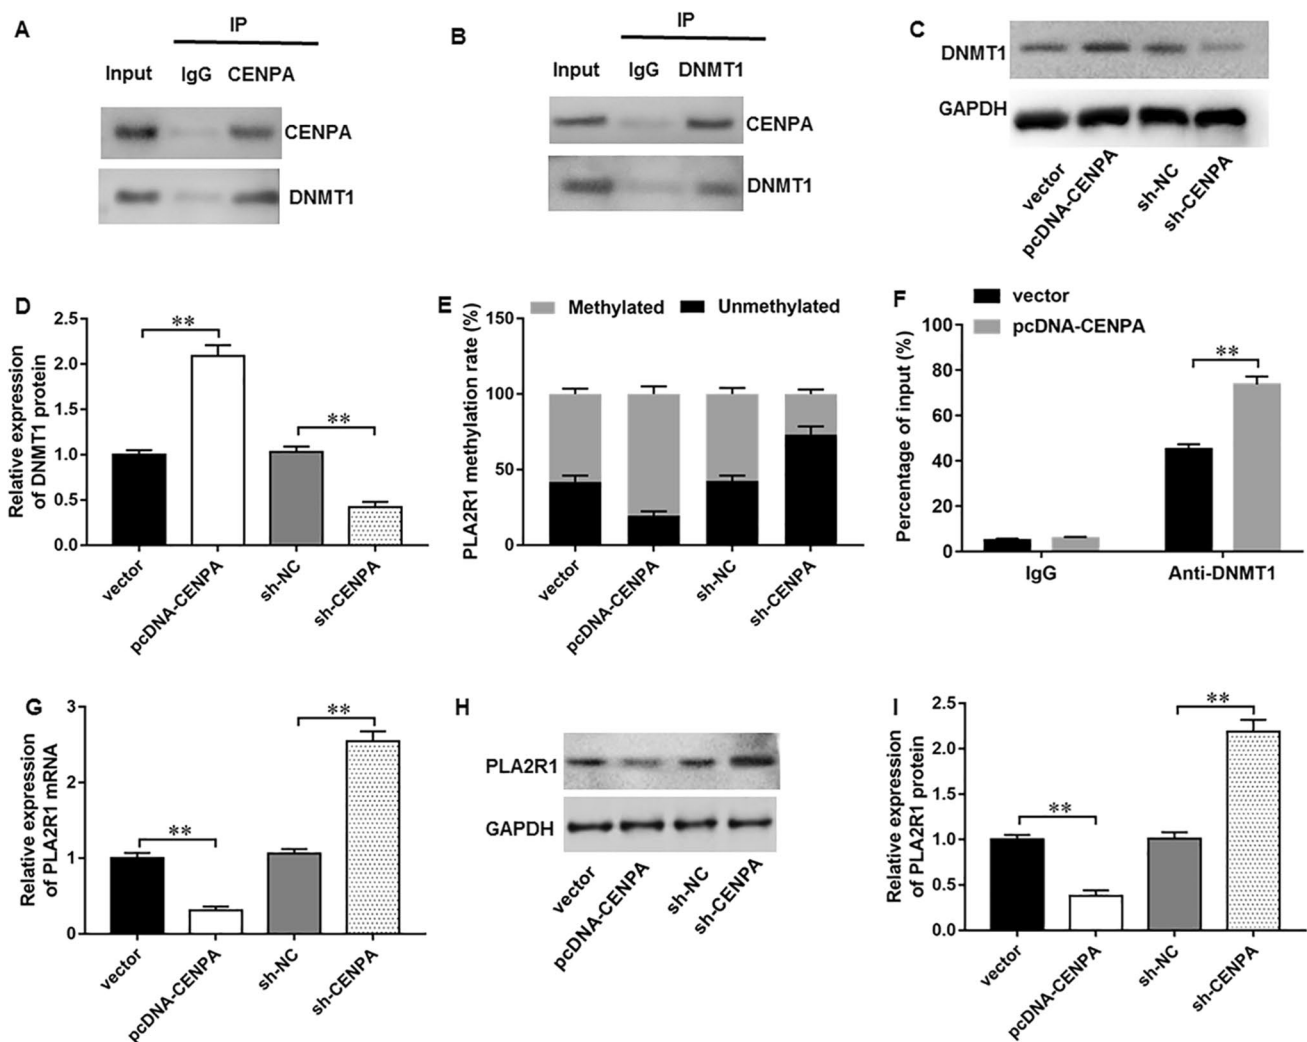 A
IP
Input IgG CENPA
CENPA
DNMT1
B
IP
Input IgG DNMT1
CENPA
DNMT1
C
DNMT1
GAPDH
vector
pcDNA-CENPA
sh-NC
sh-CENPA
D
Relative expression
of DNMT1 protein
2.5
2.0
1.5
1.0
0.5
0.0
**
**
vector
pcDNA-CENPA
sh-NC
sh-CENPA
E
Methylated Unmethylated
PLA2R1 methylation rate (%)
150
100
50
0
vector
pcDNA-CENPA
sh-NC
sh-CENPA
F
vector
pcDNA-CENPA
Percentage of input (%)
100
80
60
40
20
0
**
IgG Anti-DNMT1
G
Relative expression
of PLA2R1 mRNA
3
2
1
0
**
**
vector
pcDNA-CENPA
sh-NC
sh-CENPA
H
PLA2R1
GAPDH
vector
pcDNA-CENPA
sh-NC
sh-CENPA
I
Relative expression
of PLA2R1 protein
2.5
2.0
1.5
1.0
0.5
0.0
**
**
vector
pcDNA-CENPA
sh-NC
sh-CENPA